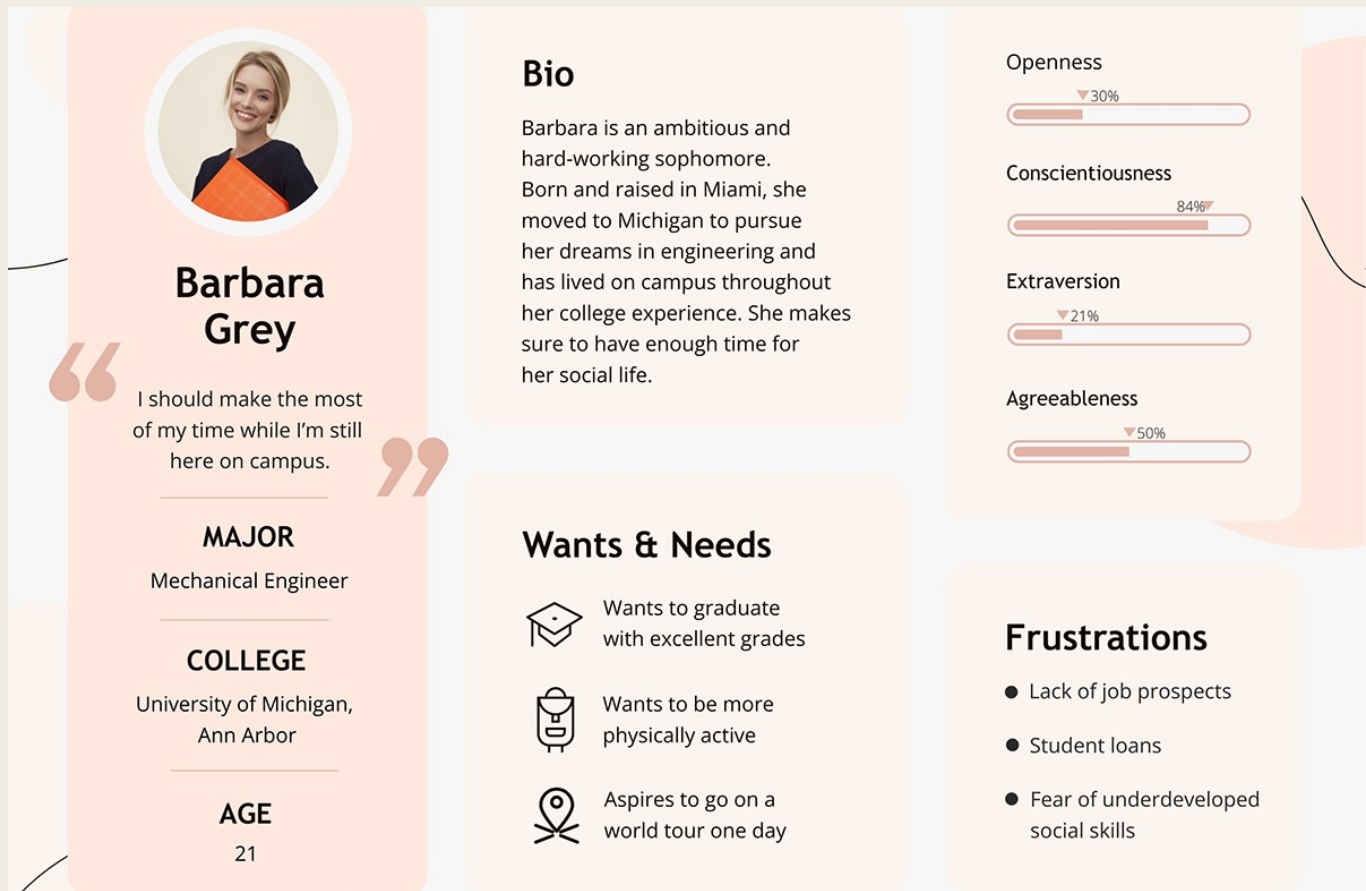 Barbara
Grey
“
I should make the most
of my time while I’m still
here on campus.
”
MAJOR
Mechanical Engineer
COLLEGE
University of Michigan,
Ann Arbor
AGE
21
Bio
Barbara is an ambitious and
hard-working sophomore.
Born and raised in Miami, she
moved to Michigan to pursue
her dreams in engineering and
has lived on campus throughout
her college experience. She makes
sure to have enough time for
her social life.
Wants & Needs
Wants to graduate
with excellent grades
Wants to be more
physically active
Aspires to go on a
world tour one day
Openness
30%
Conscientiousness
84%
Extraversion
21%
Agreeableness
50%
Frustrations
● Lack of job prospects
● Student loans
● Fear of underdeveloped
social skills